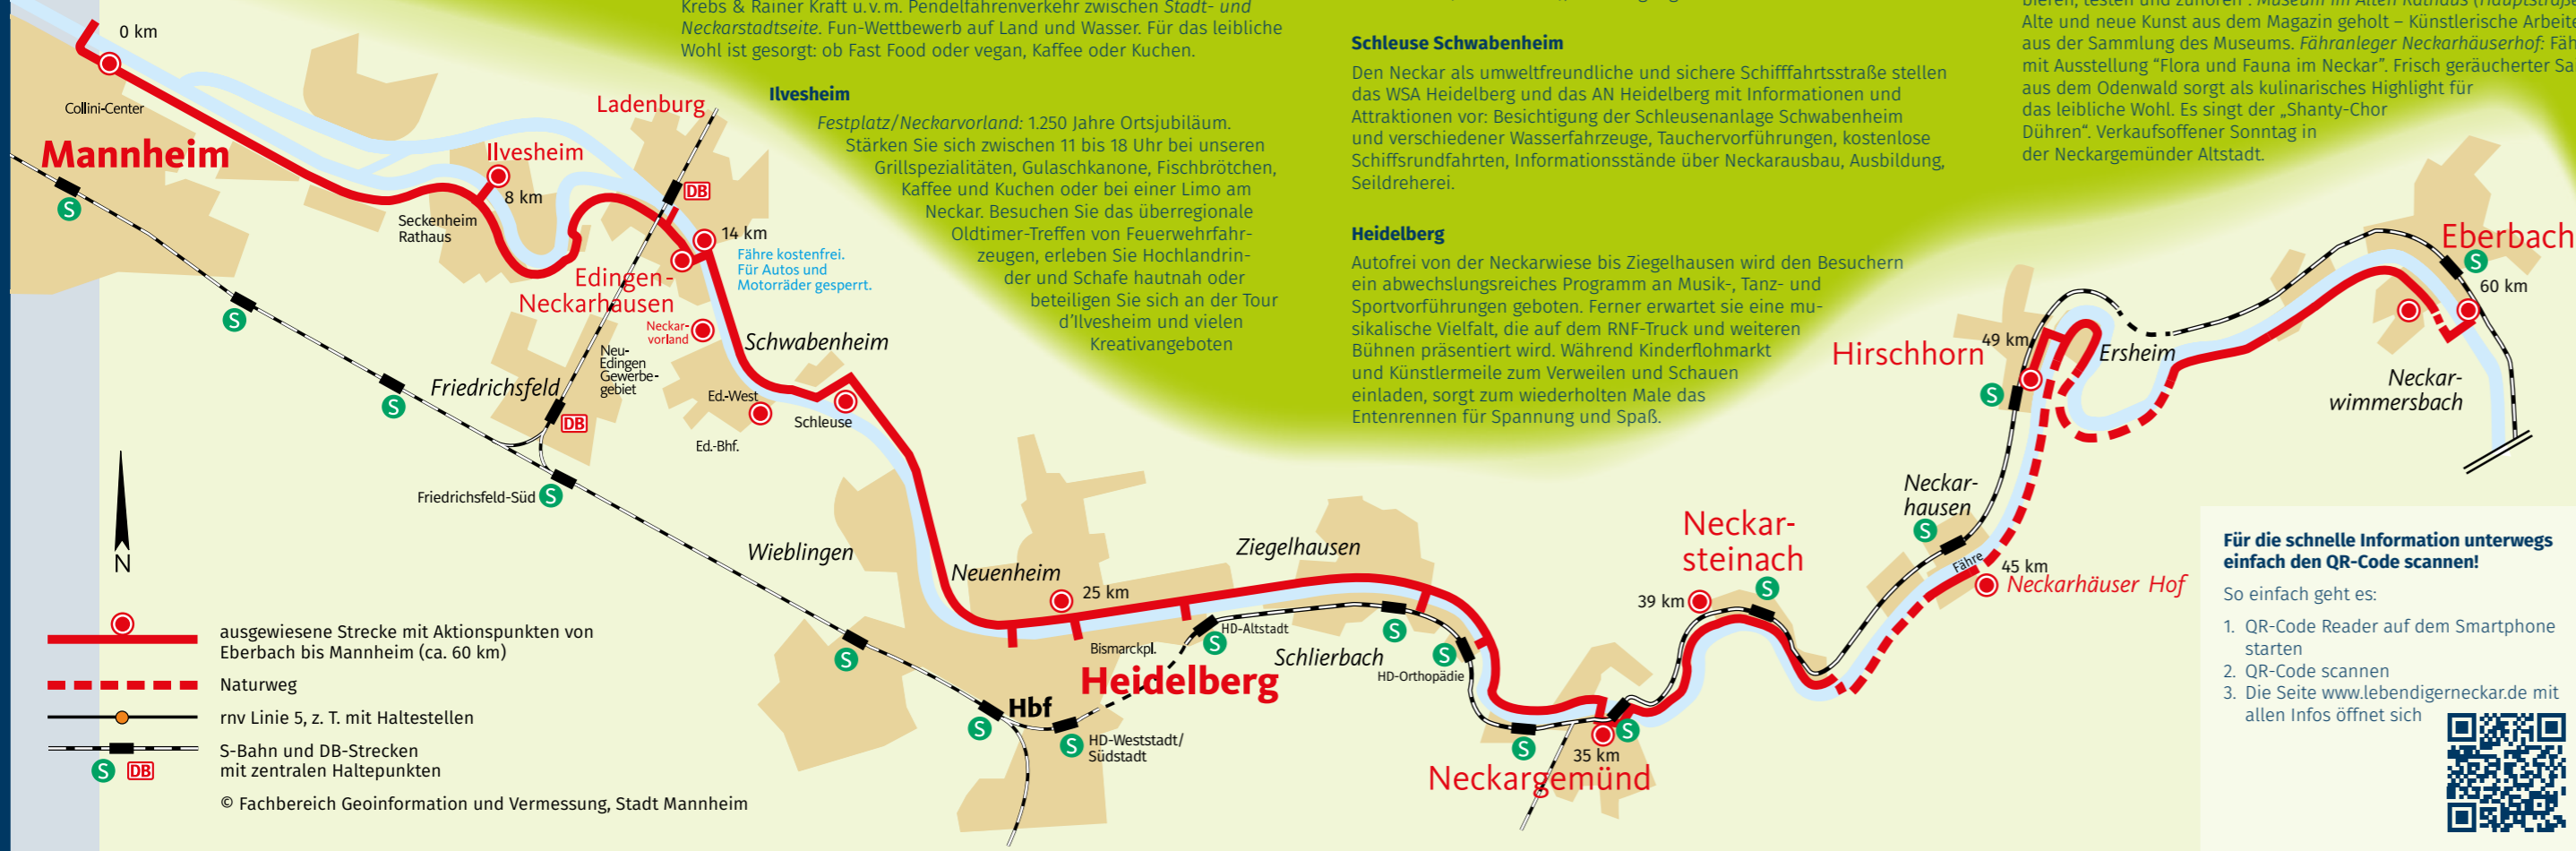 Krebs & Rainer Kraft u. v. m. Pendelfährenverkehr zwischen Stadt- und
Neckarstadtseite. Fun-Wettbewerb auf Land und Wasser. Für das leibliche
Wohl ist gesorgt: ob Fast Food oder vegan, Kaffee oder Kuchen.
Ilvesheim
Festplatz/Neckarvorland: 1.250 Jahre Ortsjubiläum.
Stärken Sie sich zwischen 11 bis 18 Uhr bei unseren
Grillspezialitäten, Gulaschkanone, Fischbrötchen,
Kaffee und Kuchen oder bei einer Limo am
Neckar. Besuchen Sie das überregionale
Oldtimer-Treffen von Feuerwehrfahr-
zeugen, erleben Sie Hochlandrin-
der und Schafe hautnah oder
beteiligen Sie sich an der Tour
d’Ilvesheim und vielen
Kreativangeboten
Schleuse Schwabenheim
Den Neckar als umweltfreundliche und sichere Schifffahrtsstraße stellen
das WSA Heidelberg und das AN Heidelberg mit Informationen und
Attraktionen vor: Besichtigung der Schleusenanlage Schwabenheim
und verschiedener Wasserfahrzeuge, Tauchervorführungen, kostenlose
Schiffsrundfahrten, Informationsstände über Neckarausbau, Ausbildung,
Seildreherei.
Heidelberg
Autofrei von der Neckarwiese bis Ziegelhausen wird den Besuchern
ein abwechslungsreiches Programm an Musik-, Tanz- und
Sportvorführungen geboten. Ferner erwartet sie eine mu-
sikalische Vielfalt, die auf dem RNF-Truck und weiteren
Bühnen präsentiert wird. Während Kinderflohmarkt
und Künstlermeile zum Verweilen und Schauen
einladen, sorgt zum wiederholten Male das
Entenrennen für Spannung und Spaß.
bieren, testen und zuhören“. Museum im Alten Rathaus (Hauptstraße
Alte und neue Kunst aus dem Magazin geholt – Künstlerische Arbeite
aus der Sammlung des Museums. Fähranleger Neckarhäuserhof: Fäh
mit Ausstellung “Flora und Fauna im Neckar”. Frisch geräucherter Sa
aus dem Odenwald sorgt als kulinarisches Highlight für
das leibliche Wohl. Es singt der „Shanty-Chor
Dühren“. Verkaufsoffener Sonntag in
der Neckargemünder Altstadt.
0 km
Collini-Center
Mannheim
S
Ilvesheim
8 km
Seckenheim
Rathaus
Ladenburg
DB
14 km
Fähre kostenfrei.
Für Autos und
Motorräder gesperrt.
Edingen-
Neckarhausen
Neckar-
vorland
Neu-
Edingen
Gewerbe-
gebiet
Schwabenheim
Friedrichsfeld
DB
Ed.-West
Schleuse
Ed.-Bhf.
S
S
Friedrichsfeld-Süd S
Wieblingen
S
Neuenheim
25 km
Bismarckpl.
Heidelberg
Hbf
S
S HD-Weststadt/
Südstadt
HD-Altstadt
S
Ziegelhausen
Schlierbach
S
S
HD-Orthopädie
S
S
35 km
Neckargemünd
Neckar-
steinach
S
39 km
Neckar-
hausen
S
Fähre
45 km
Neckarhäuser Hof
Hirschhorn
49 km
S
Ersheim
Eberbach
S
60 km
Neckar-
wimmersbach
N
ausgewiesene Strecke mit Aktionspunkten von
Eberbach bis Mannheim (ca. 60 km)
Naturweg
rnv Linie 5, z. T. mit Haltestellen
S-Bahn und DB-Strecken
mit zentralen Haltepunkten
S DB
© Fachbereich Geoinformation und Vermessung, Stadt Mannheim
Für die schnelle Information unterwegs
einfach den QR-Code scannen!
So einfach geht es:
1. QR-Code Reader auf dem Smartphone
starten
2. QR-Code scannen
3. Die Seite www.lebendigerneckar.de mit
allen Infos öffnet sich